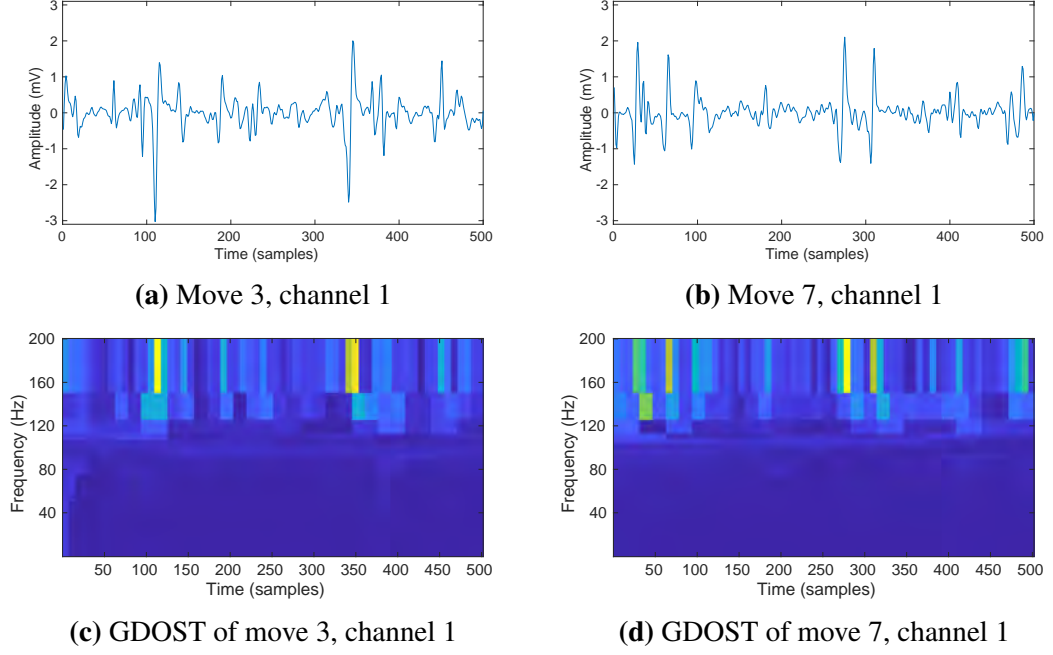 3
2
1
0
-1
-2
-3
Amplitude (mV)
0 100 200 300 400 500
Time (samples)
(a) Move 3, channel 1
3
2
1
0
-1
-2
-3
Amplitude (mV)
0 100 200 300 400 500
Time (samples)
(b) Move 7, channel 1
200
160
120
80
40
Frequency (Hz)
50 100 150 200 250 300 350 400 450 500
Time (samples)
(c) GDOST of move 3, channel 1
200
160
120
80
40
Frequency (Hz)
50 100 150 200 250 300 350 400 450 500
Time (samples)
(d) GDOST of move 7, channel 1